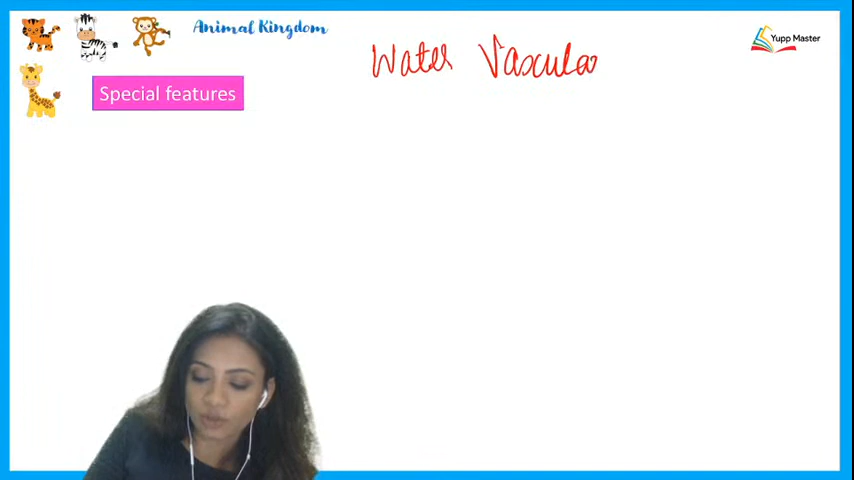 Animal Kingdom
Water Vascular
Yupp Master
Special features